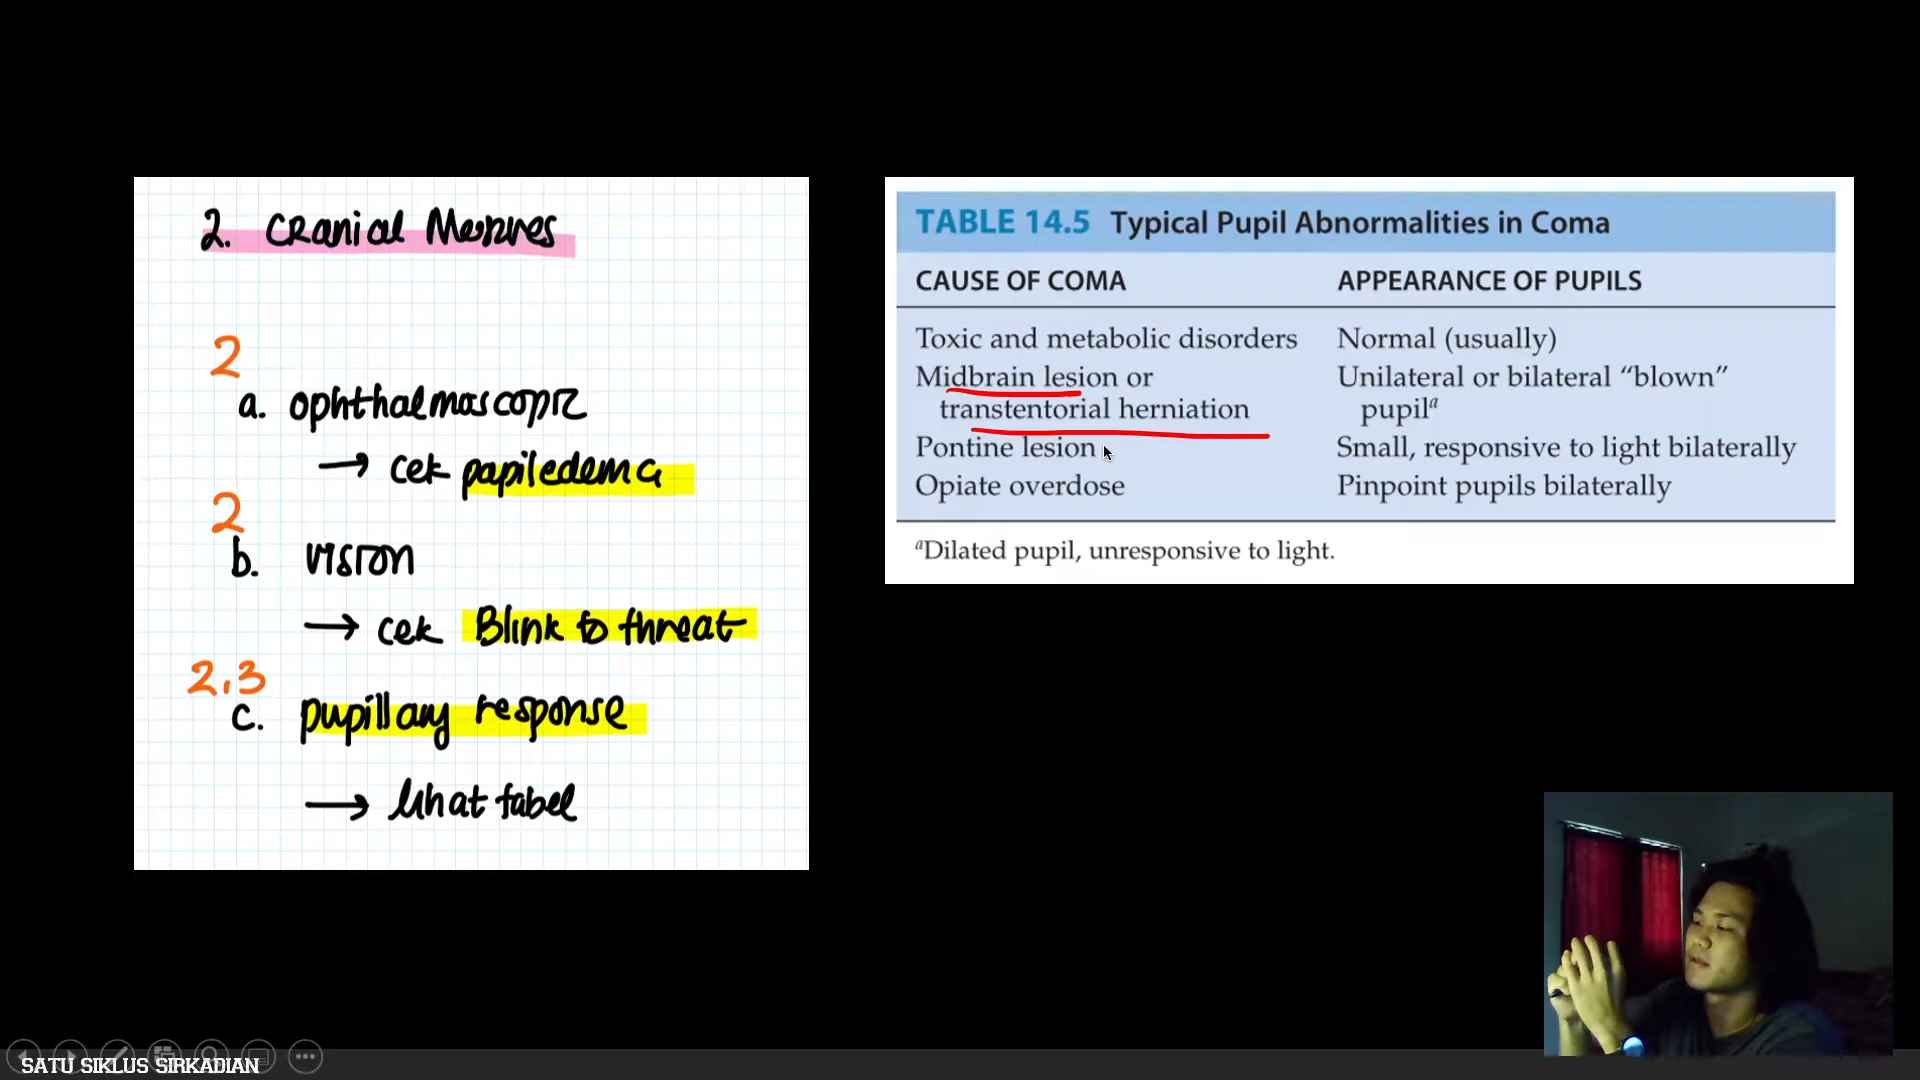 2. Cranial Nerves
2
a. ophthalmoscopi
→ cek papiledema
2
b. vision
→ cek Blink to threat
2,3
c. pupillary response
→ lihat tabel
TABLE 14.5 Typical Pupil Abnormalities in Coma
CAUSE OF COMA APPEARANCE OF PUPILS
Toxic and metabolic disorders Normal (usually)
Midbrain lesion or Unilateral or bilateral “blown”
transtentorial herniation pupilᵃ
Pontine lesion Small, responsive to light bilaterally
Opiate overdose Pinpoint pupils bilaterally
ᵃDilated pupil, unresponsive to light.
SATU SIKLUS SIRKADIAN